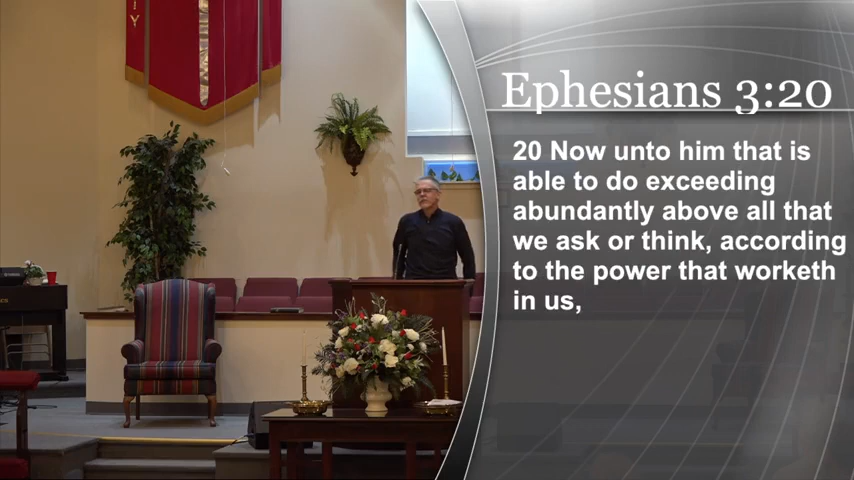 ITY
Ephesians 3:20
20 Now unto him that is
able to do exceeding
abundantly above all that
we ask or think, according
to the power that worketh
in us,